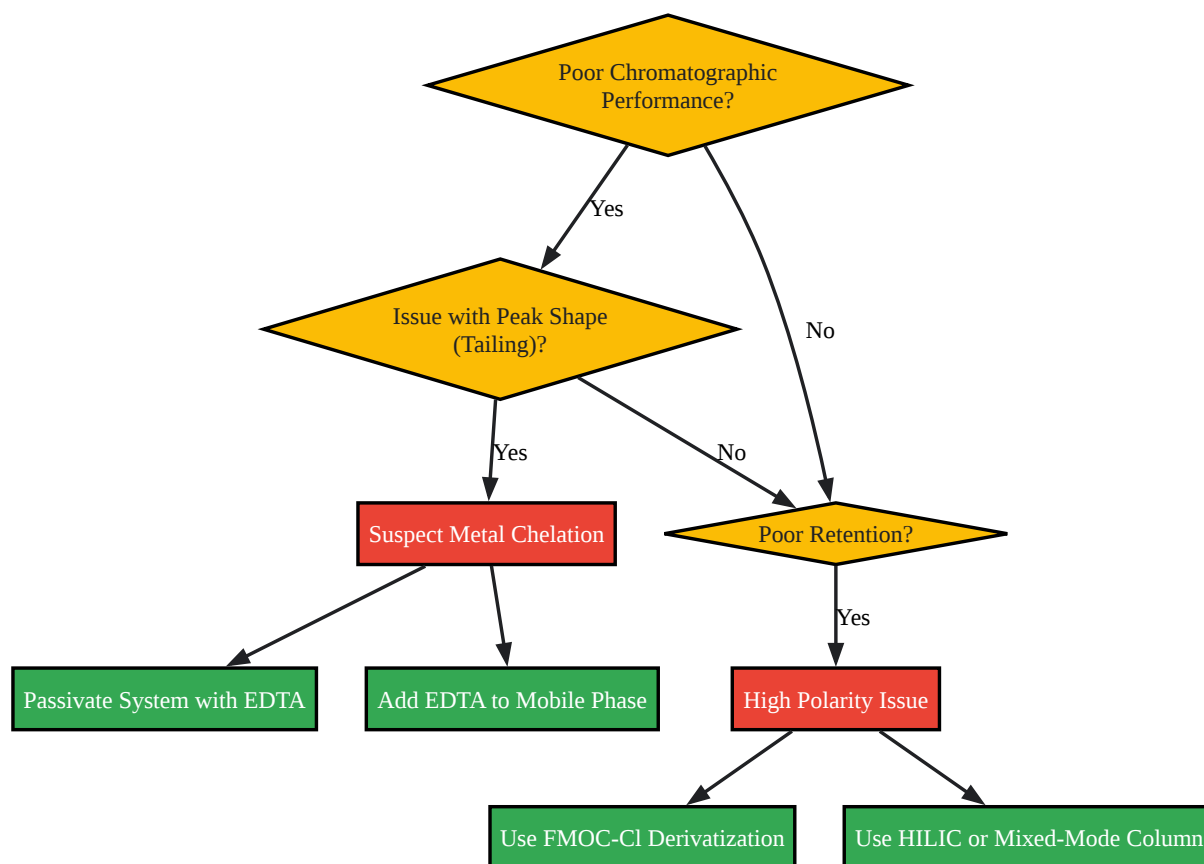 Poor Chromatographic
Performance?
Yes
Issue with Peak Shape
(Tailing)?
No
Yes
No
Suspect Metal Chelation
Poor Retention?
Yes
Passivate System with EDTA
Add EDTA to Mobile Phase
High Polarity Issue
Use FMOC-Cl Derivatization
Use HILIC or Mixed-Mode Column